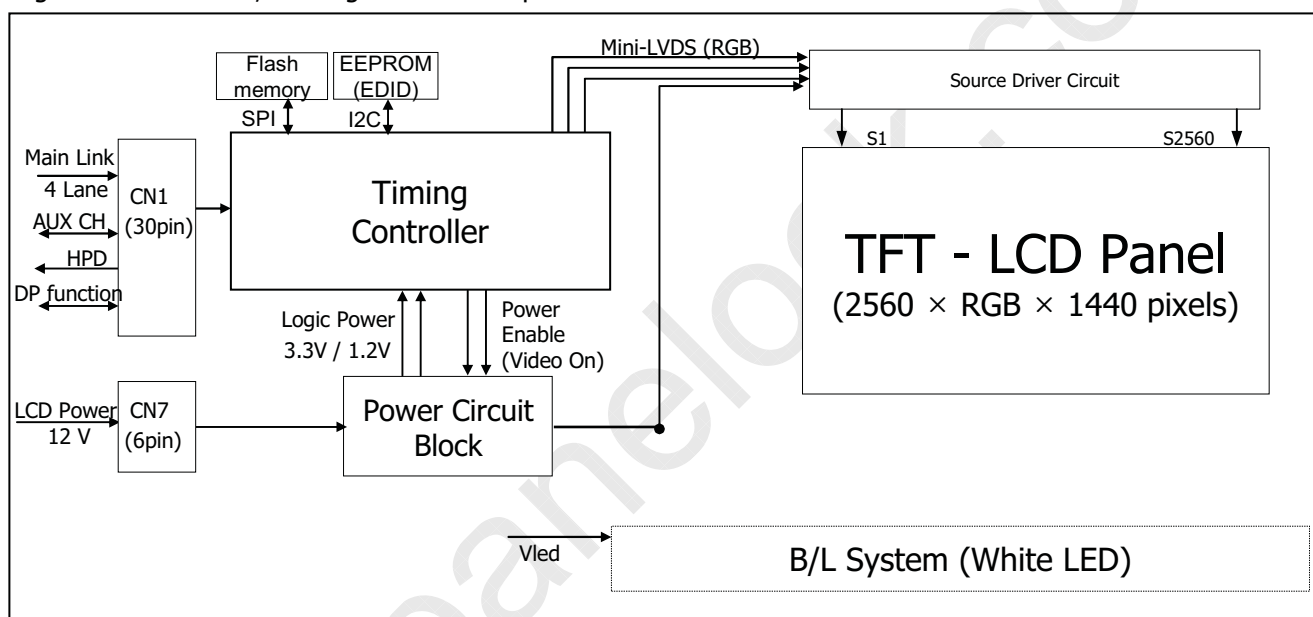 Mini-LVDS (RGB)
Flash
memory
EEPROM
(EDID)
SPI
I2C
Source Driver Circuit
S1
S2560
Main Link
4 Lane
AUX CH
HPD
DP function
CN1
(30pin)
Timing
Controller
TFT - LCD Panel
(2560 × RGB × 1440 pixels)
Logic Power
3.3V / 1.2V
Power
Enable
(Video On)
LCD Power
12 V
CN7
(6pin)
Power Circuit
Block
Vled
B/L System (White LED)